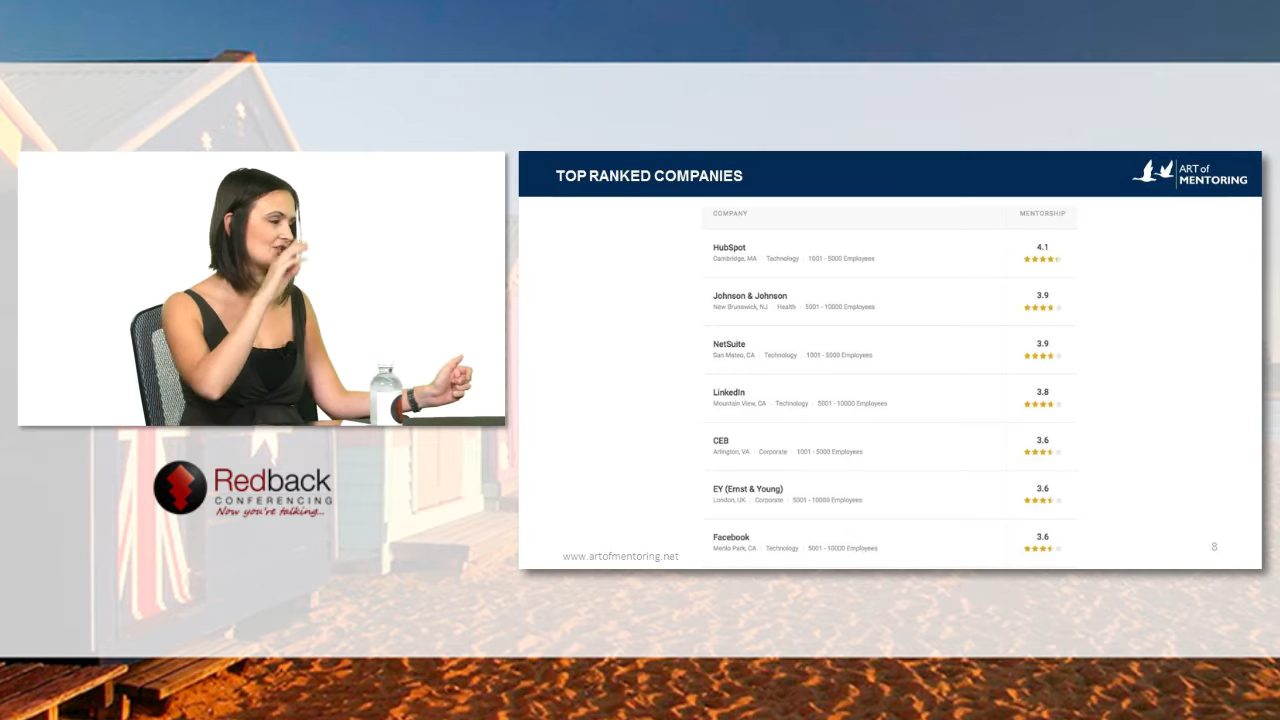 TOP RANKED COMPANIES
ART of
MENTORING
COMPANY MENTORSHIP
HubSpot 4.1
Cambridge, MA Technology 1001 - 5000 Employees
Johnson & Johnson 3.9
New Brunswick, NJ Health 5001 - 10000 Employees
NetSuite 3.9
San Mateo, CA Technology 1001 - 5000 Employees
LinkedIn 3.8
Mountain View, CA Technology 5001 - 10000 Employees
CEB 3.6
Arlington, VA Corporate 1001 - 5000 Employees
EY (Ernst & Young) 3.6
London, UK Corporate 5001 - 10000 Employees
Facebook 3.6
Menlo Park, CA Technology 5001 - 10000 Employees
www.artofmentoring.net 8
Redback
CONFERENCING
Now you're talking...